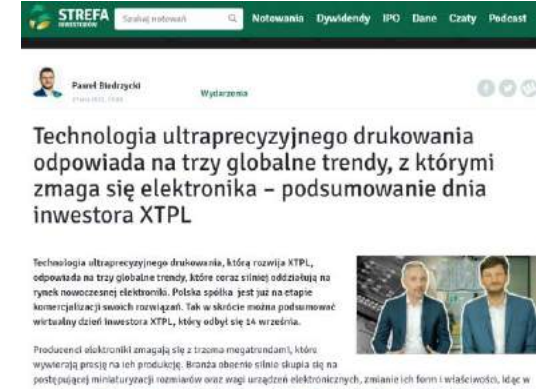 STREFA
INWESTORÓW
Szukaj notowań
Notowania Dywidendy IPO Dane Czaty Podcast
Paweł Biedrzycki
Wydarzenia
Technologia ultraprecyzyjnego drukowania
odpowiada na trzy globalne trendy, z którymi
zmaga się elektronika – podsumowanie dnia
inwestora XTPL
Technologia ultraprecyzyjnego drukowania, którą rozwija XTPL,
odpowiada na trzy globalne trendy, które coraz silniej oddziałują na
rynek nowoczesnej elektroniki. Polska spółka jest już na etapie
komercjalizacji swoich rozwiązań. Tak w skrócie można podsumować
wirtualny dzień inwestora XTPL, który odbył się 14 września.
Producenci elektroniki zmagają się z trzema megatrendami, które
wywierają presję na ich produkcję. Branża obecnie silnie skupia się na
postępującej miniaturyzacji rozmiarów oraz wagi urządzeń elektronicznych, zmianie ich form i właściwości, idąc w